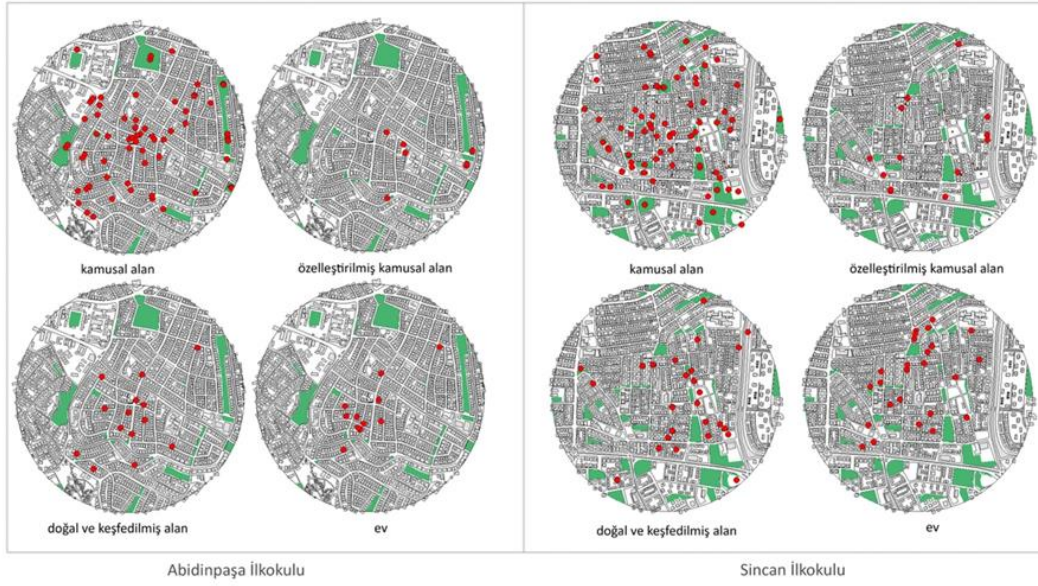 kamusal alan
özelleştirilmiş kamusal alan
kamusal alan
özelleştirilmiş kamusal alan
doğal ve keşfedilmiş alan
ev
doğal ve keşfedilmiş alan
ev
Abidinpaşa İlkokulu
Sincan İlkokulu